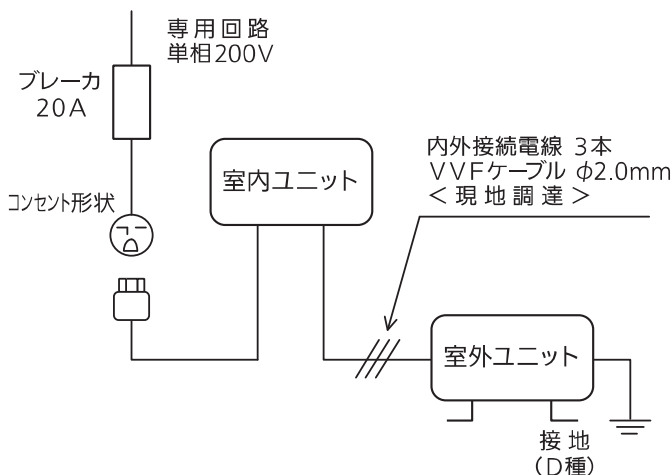 専用回路
単相200V
ブレーカ
20A
コンセント形状
室内ユニット
内外接続電線 3本
VVFケーブル φ2.0mm
<現地調達>
室外ユニット
接地
(D種)